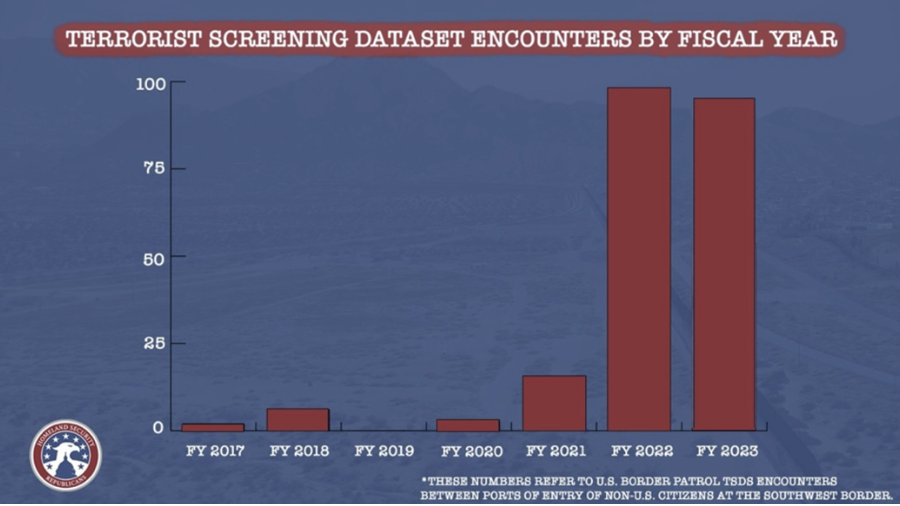 TERRORIST SCREENING DATASET ENCOUNTERS BY FISCAL YEAR
100
75
50
25
0
FY 2017 FY 2018 FY 2019 FY 2020 FY 2021 FY 2022 FY 2023
HOMELAND SECURITY
REPUBLICANS
*THESE NUMBERS REFER TO U.S. BORDER PATROL TSDS ENCOUNTERS
BETWEEN PORTS OF ENTRY OF NON-U.S. CITIZENS AT THE SOUTHWEST BORDER.